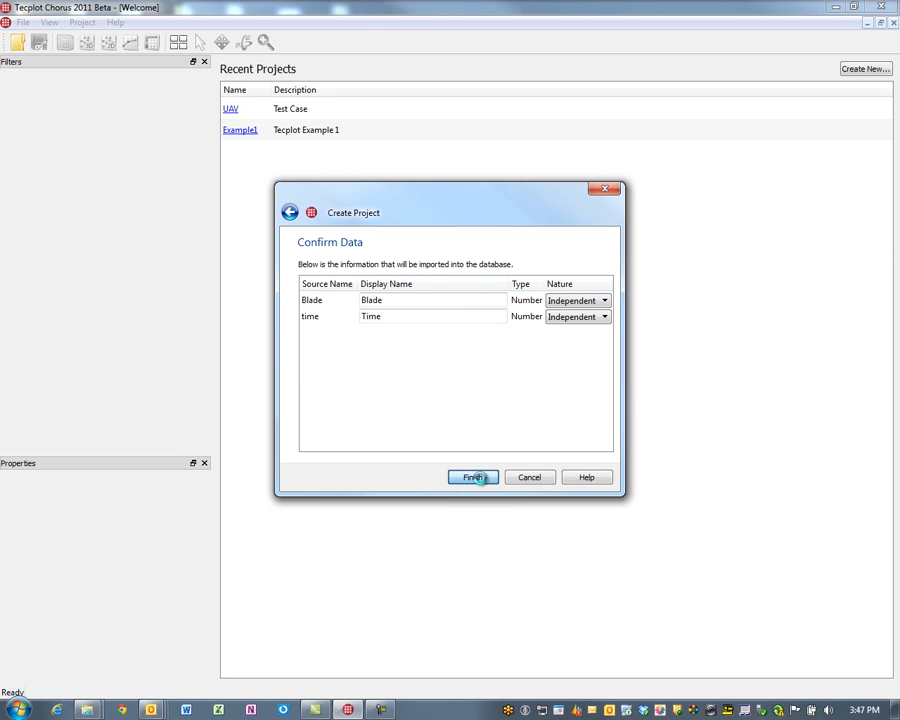 Tecplot Chorus 2011 Beta - [Welcome]
File View Project Help
Filters
Recent Projects
Create New...
Name Description
UAV Test Case
Example1 Tecplot Example 1
Create Project
Confirm Data
Below is the information that will be imported into the database.
Source Name Display Name Type Nature
Blade Blade Number Independent
time Time Number Independent
Properties
Finish Cancel Help
Ready
3:47 PM